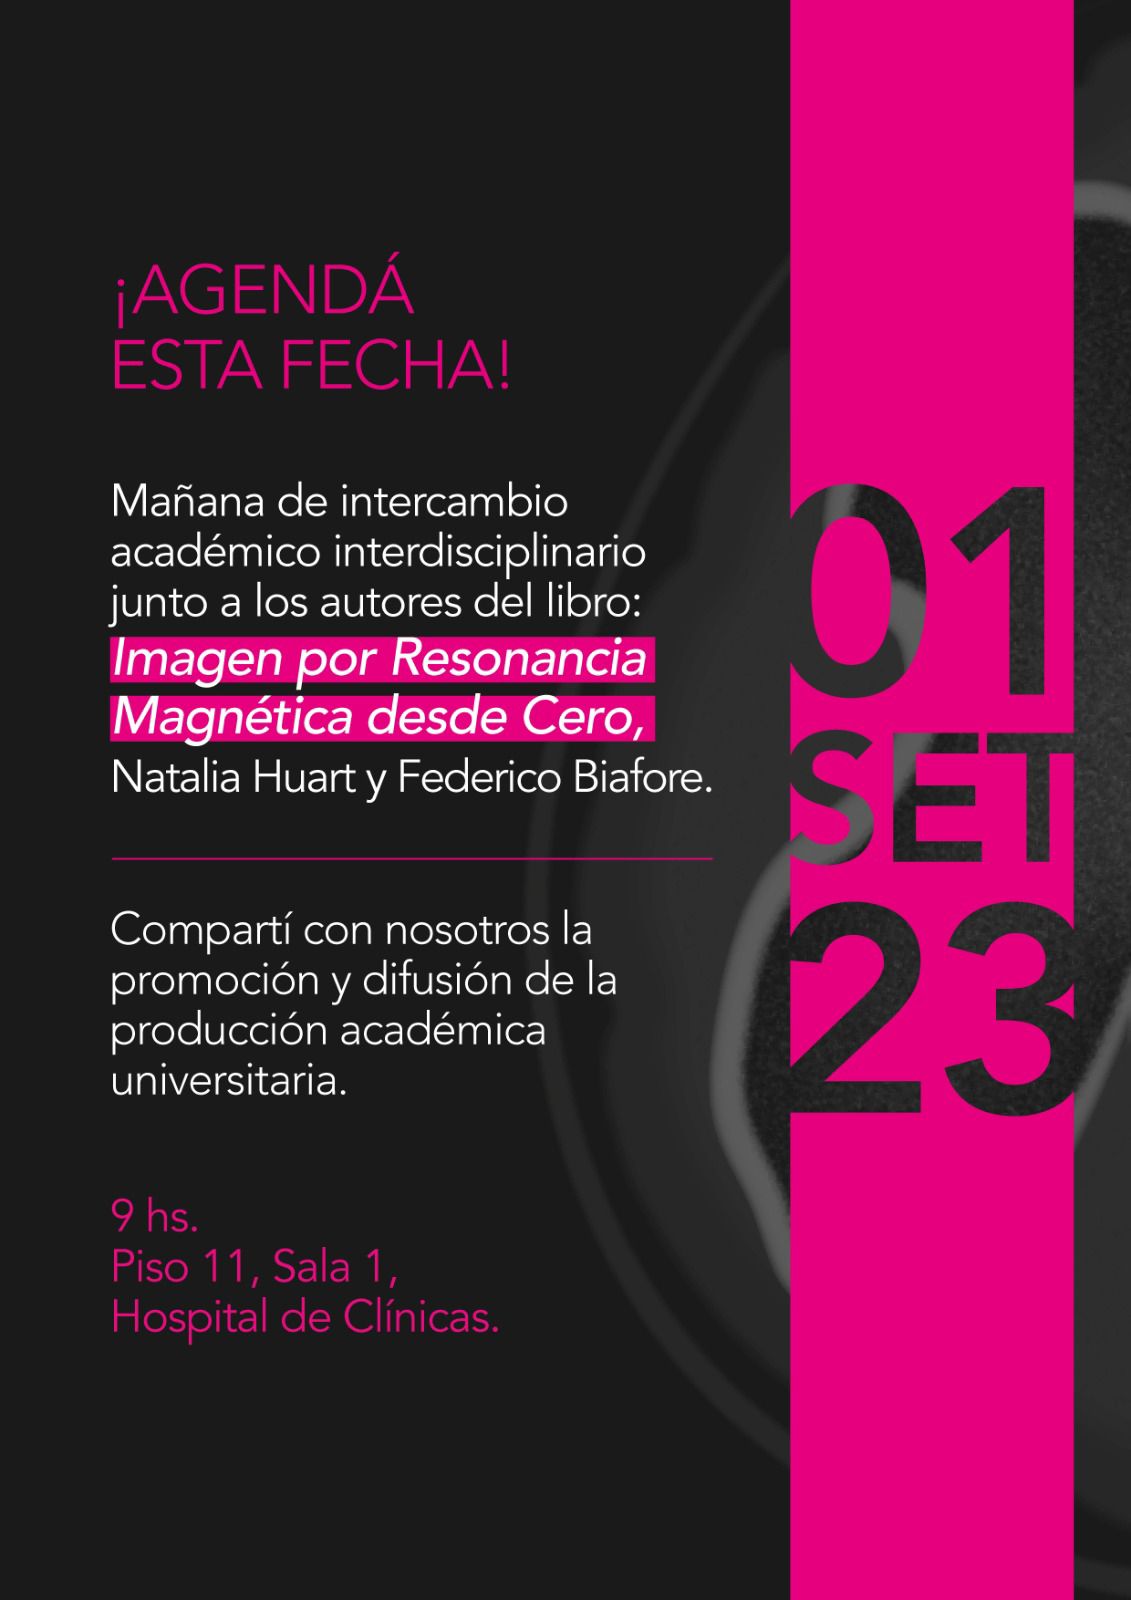 ¡AGENDÁ
ESTA FECHA!
Mañana de intercambio
académico interdisciplinario
junto a los autores del libro:
Imagen por Resonancia
Magnética desde Cero,
Natalia Huart y Federico Biafore.
Compartí con nosotros la
promoción y difusión de la
producción académica
universitaria.
9 hs.
Piso 11, Sala 1,
Hospital de Clínicas.
01
SET
23